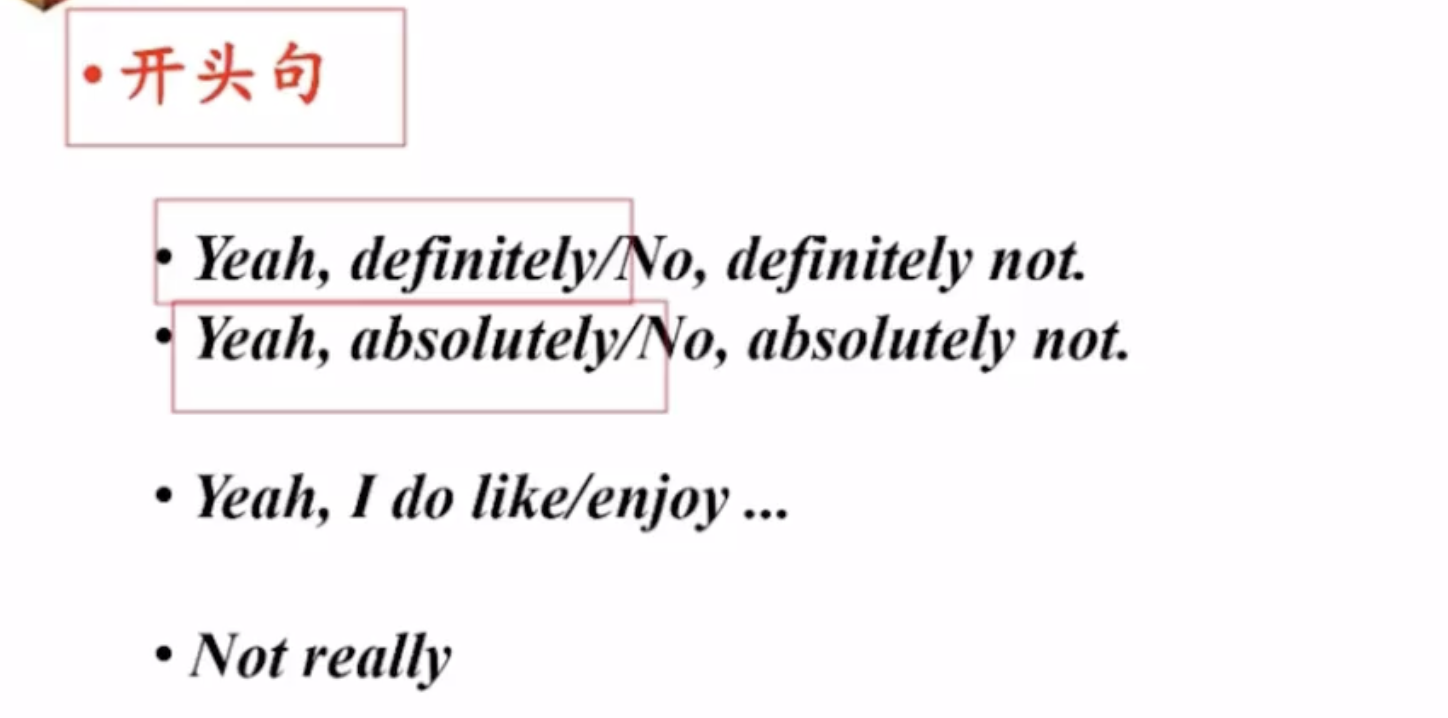 • 开头句
• Yeah, definitely/No, definitely not.
• Yeah, absolutely/No, absolutely not.
• Yeah, I do like/enjoy ...
• Not really